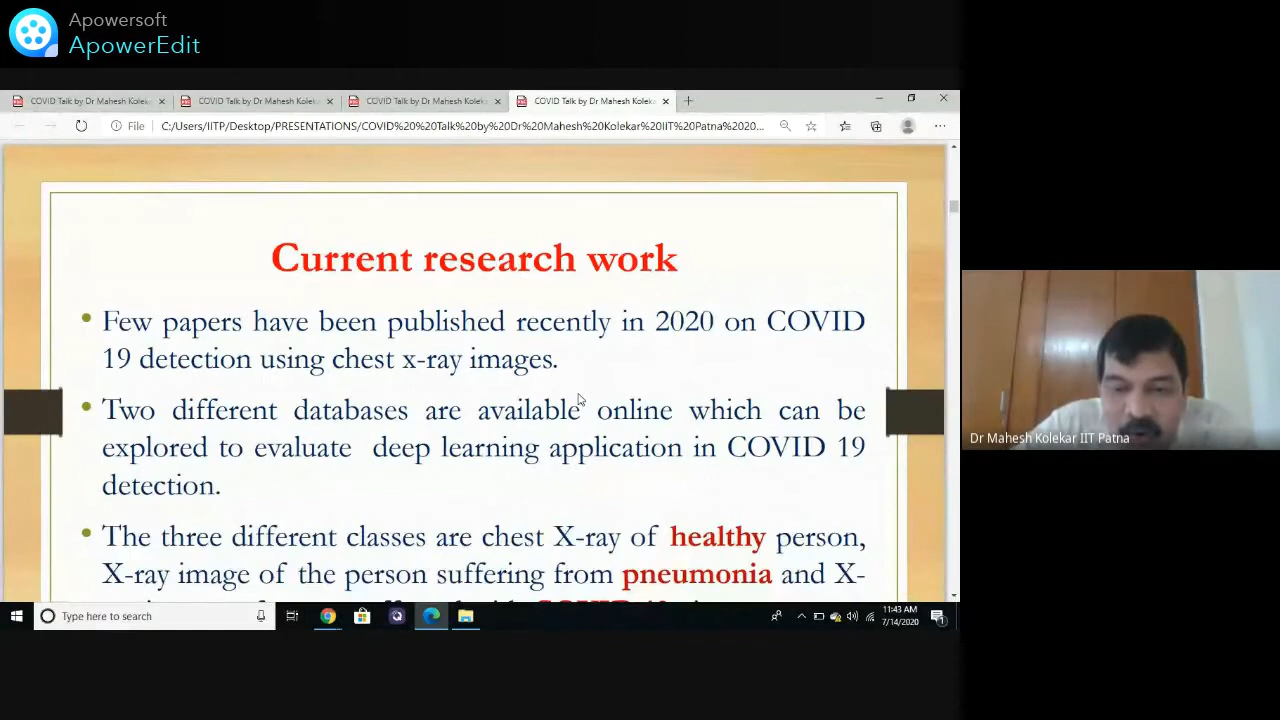 Apowersoft
ApowerEdit
COVID Talk by Dr Mahesh Kolek
COVID Talk by Dr Mahesh Kolek
COVID Talk by Dr Mahesh Kolek
COVID Talk by Dr Mahesh Kolek
File C:/Users/IITP/Desktop/PRESENTATIONS/COVID%20%20Talk%20by%20Dr%20Mahesh%20Kolekar%20IIT%20Patna%2020...
Current research work
• Few papers have been published recently in 2020 on COVID
19 detection using chest x-ray images.
• Two different databases are available online which can be
explored to evaluate deep learning application in COVID 19
detection.
• The three different classes are chest X-ray of healthy person,
X-ray image of the person suffering from pneumonia and X-
Dr Mahesh Kolekar IIT Patna
Type here to search
11:43 AM
7/14/2020